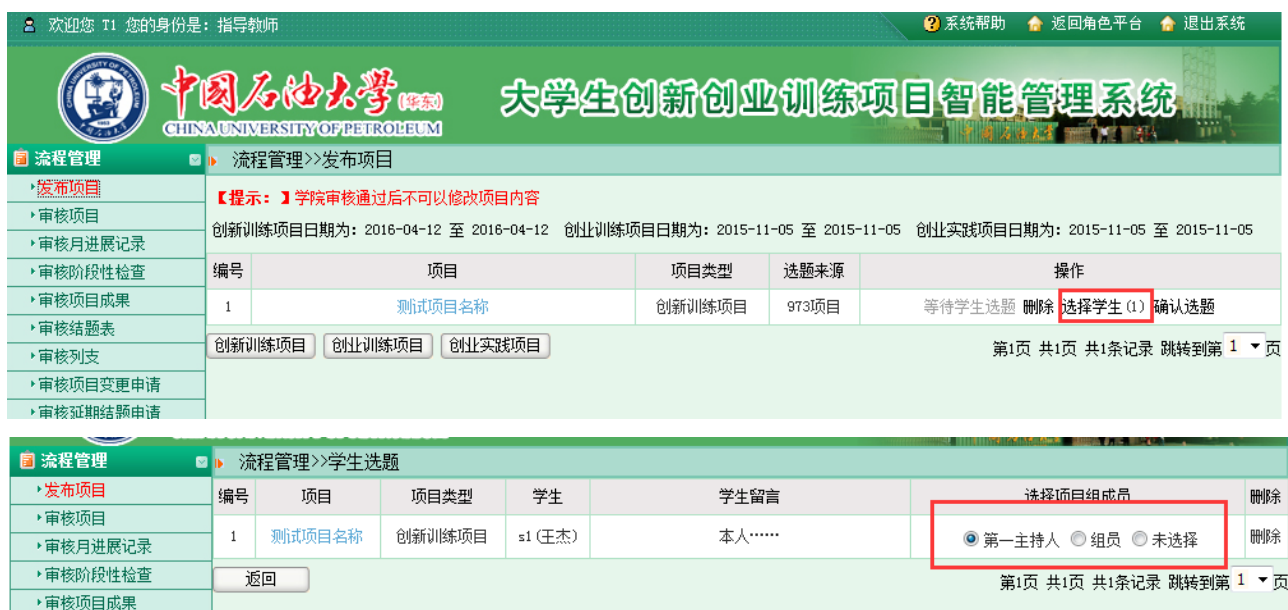 欢迎您 T1 您的身份是：指导教师
系统帮助 返回角色平台 退出系统
中国石油大学(华东)
CHINA UNIVERSITY OF PETROLEUM
大学生创新创业训练项目智能管理系统
流程管理
流程管理>>发布项目
发布项目
审核项目
审核月进展记录
审核阶段性检查
审核项目成果
审核结题表
审核列支
审核项目变更申请
审核延期结题申请
【提示：】学院审核通过后不可以修改项目内容
创新训练项目日期为：2016-04-12 至 2016-04-12 创业训练项目日期为：2015-11-05 至 2015-11-05 创业实践项目日期为：2015-11-05 至 2015-11-05
编号 项目 项目类型 选题来源 操作
1 测试项目名称 创新训练项目 973项目 等待学生选题 删除 选择学生(1) 确认选题
创新训练项目 创业训练项目 创业实践项目
第1页 共1页 共1条记录 跳转到第 1 页
流程管理
流程管理>>学生选题
发布项目
审核项目
审核月进展记录
审核阶段性检查
审核项目成果
编号 项目 项目类型 学生 学生留言 选择项目组成员 删除
1 测试项目名称 创新训练项目 s1(王杰) 本人…… 第一主持人 组员 未选择 删除
返回
第1页 共1页 共1条记录 跳转到第 1 页